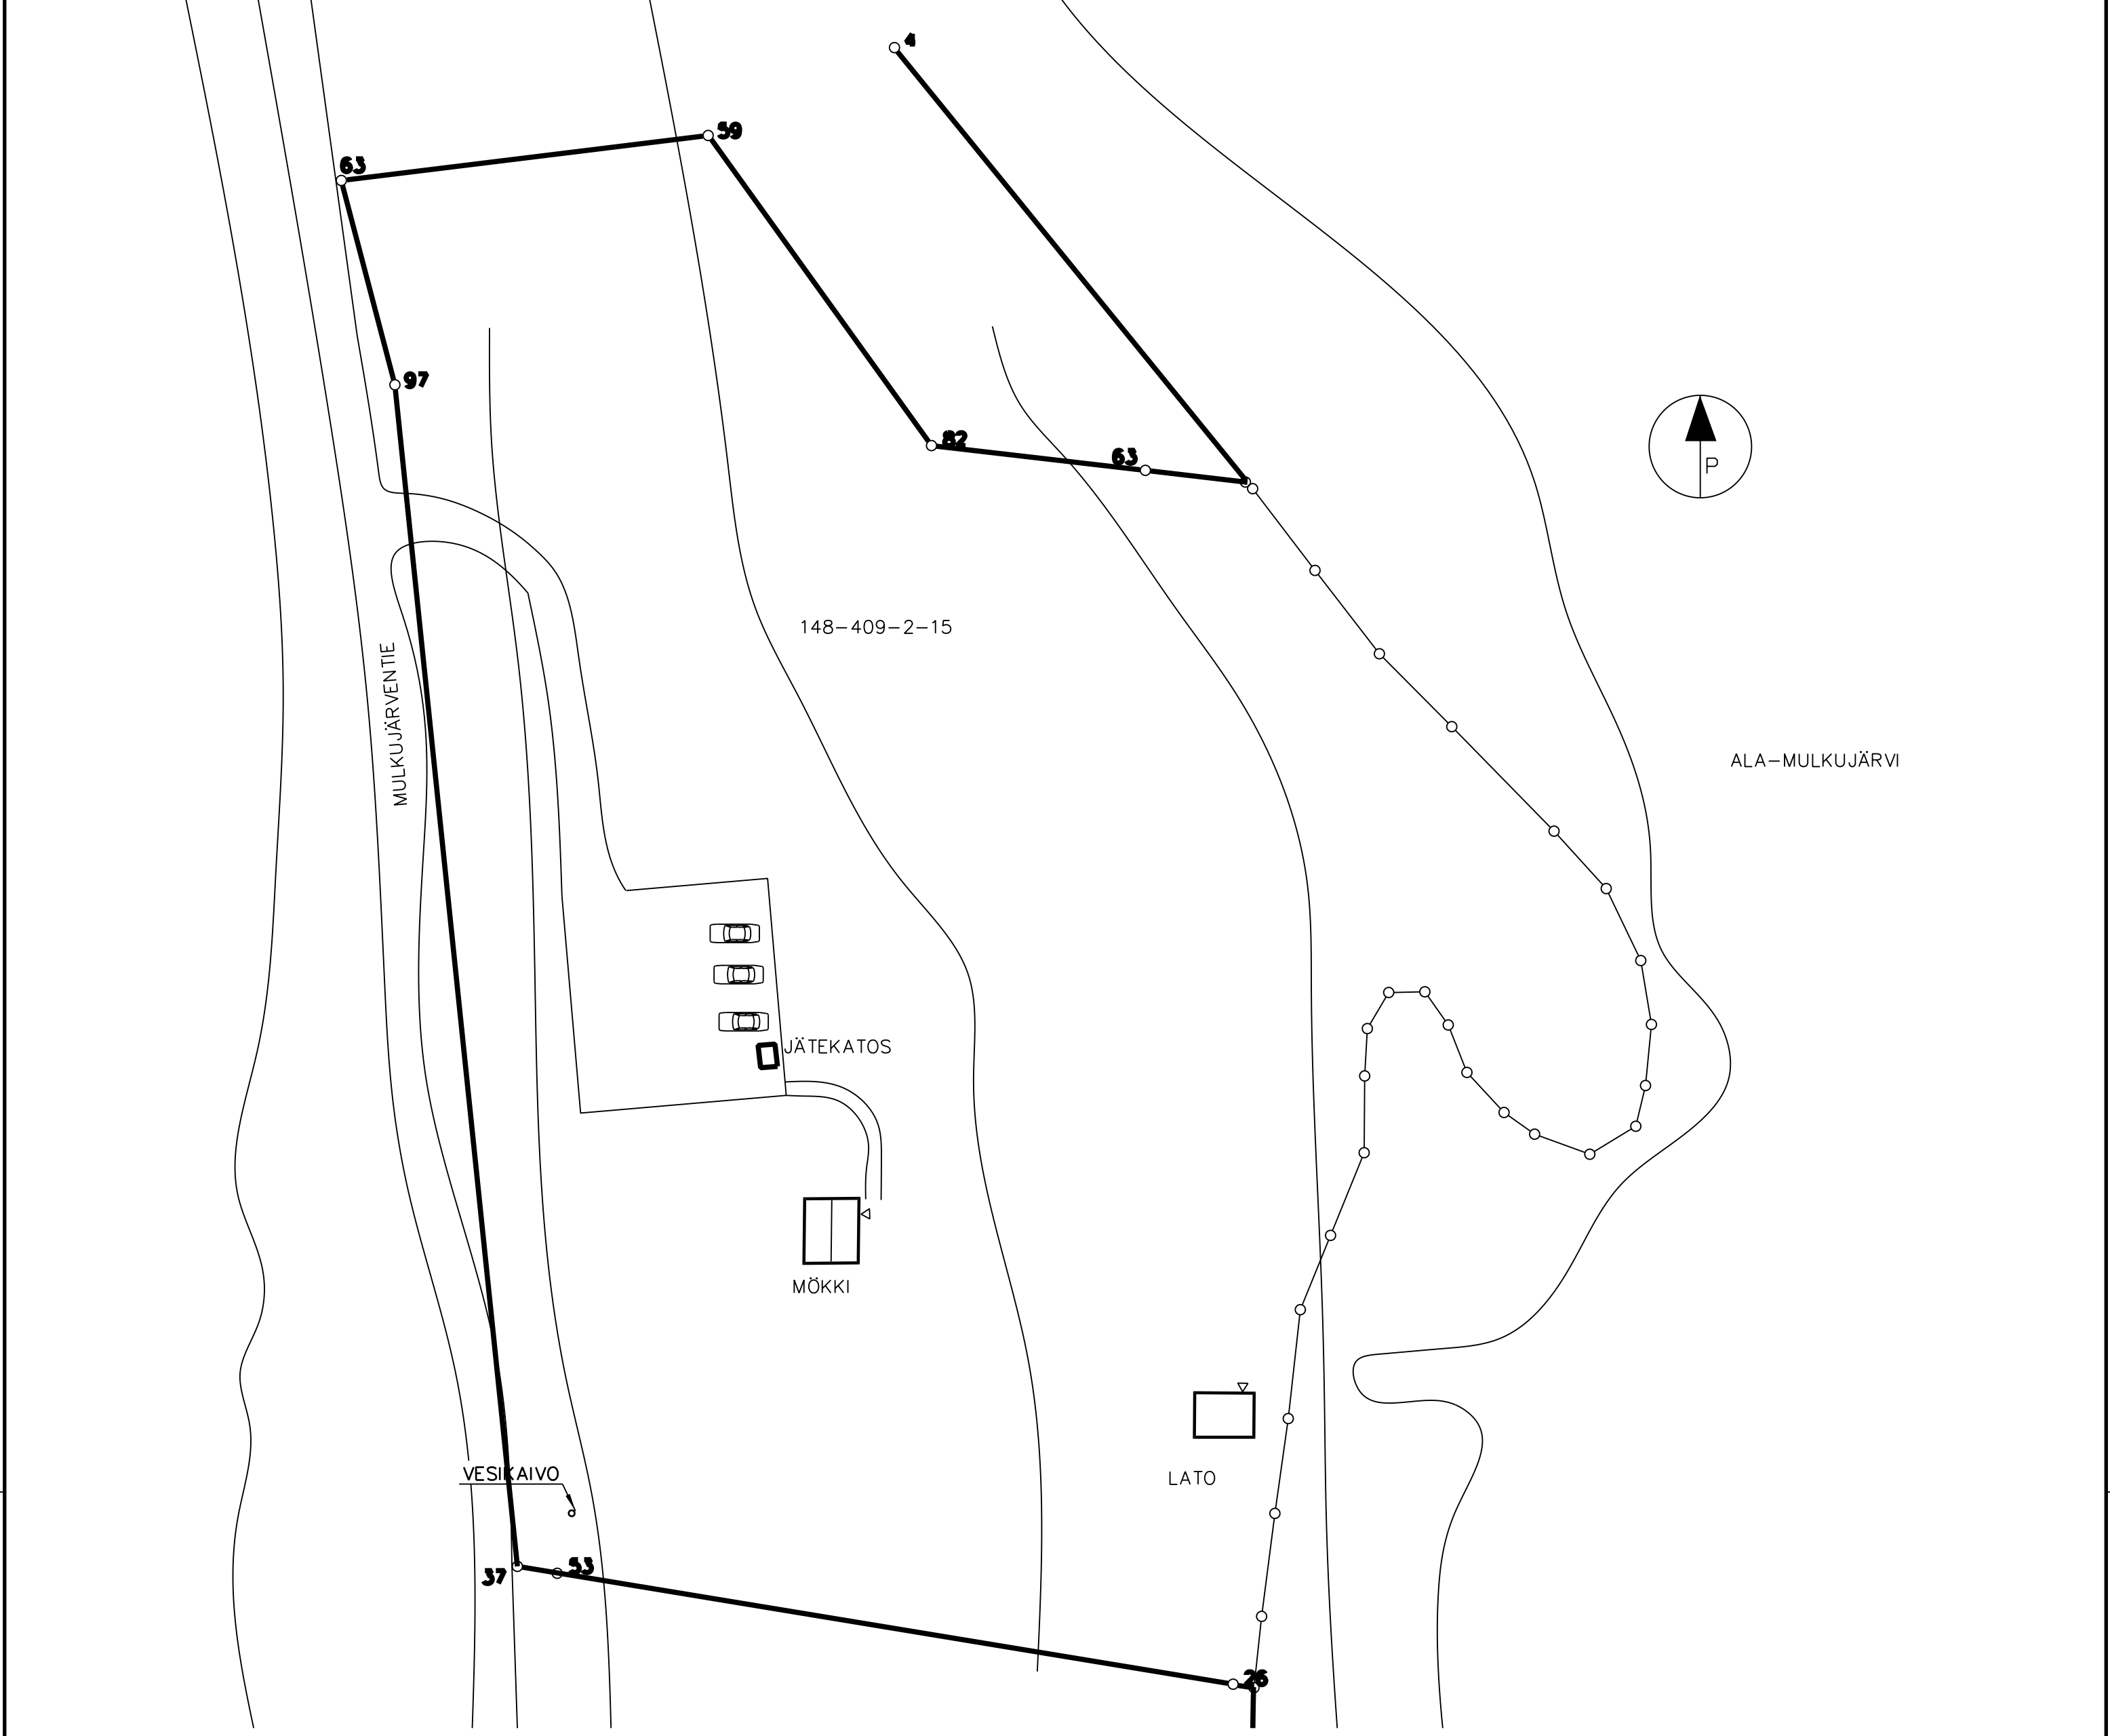 4
59
63
97
82
63
P
148-409-2-15
MULKUJÄRVENTIE
ALA-MULKUJÄRVI
JÄTEKATOS
MÖKKI
LATO
VESIKAIVO
53
37
26